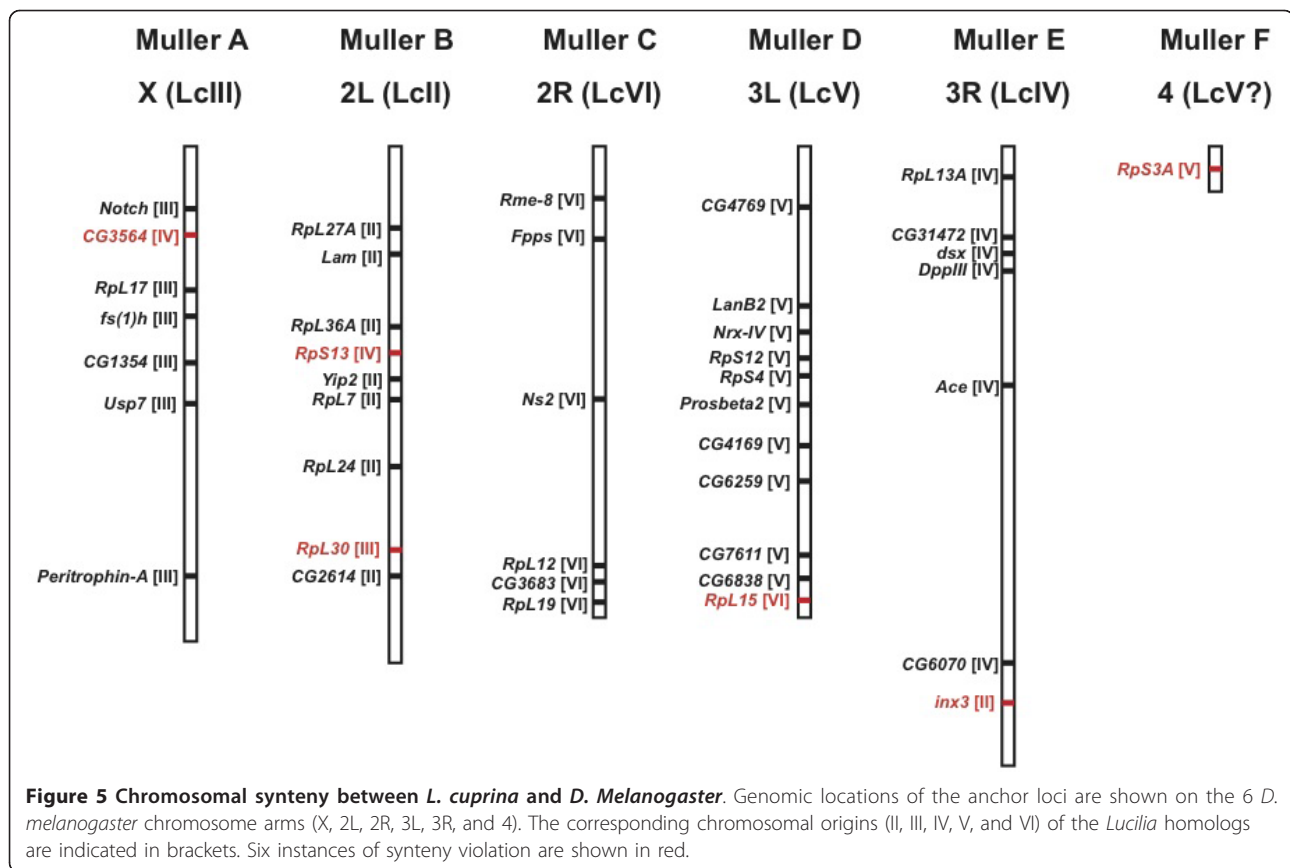 Muller A
X (LcIII)
Notch [III]
CG3564 [IV]
RpL17 [III]
fs(1)h [III]
CG1354 [III]
Usp7 [III]
Peritrophin-A [III]
Muller B
2L (LcII)
RpL27A [II]
Lam [II]
RpL36A [II]
RpS13 [IV]
Yip2 [II]
RpL7 [II]
RpL24 [II]
RpL30 [III]
CG2614 [II]
Muller C
2R (LcVI)
Rme-8 [VI]
Fpps [VI]
Ns2 [VI]
RpL12 [VI]
CG3683 [VI]
RpL19 [VI]
Muller D
3L (LcV)
CG4769 [V]
LanB2 [V]
Nrx-IV [V]
RpS12 [V]
RpS4 [V]
Prosbeta2 [V]
CG4169 [V]
CG6259 [V]
CG7611 [V]
CG6838 [V]
RpL15 [VI]
Muller E
3R (LcIV)
RpL13A [IV]
CG31472 [IV]
dsx [IV]
DppIII [IV]
Ace [IV]
CG6070 [IV]
inx3 [II]
Muller F
4 (LcV?)
RpS3A [V]
Figure 5 Chromosomal synteny between L. cuprina and D. Melanogaster. Genomic locations of the anchor loci are shown on the 6 D.
melanogaster chromosome arms (X, 2L, 2R, 3L, 3R, and 4). The corresponding chromosomal origins (II, III, IV, V, and VI) of the Lucilia homologs
are indicated in brackets. Six instances of synteny violation are shown in red.